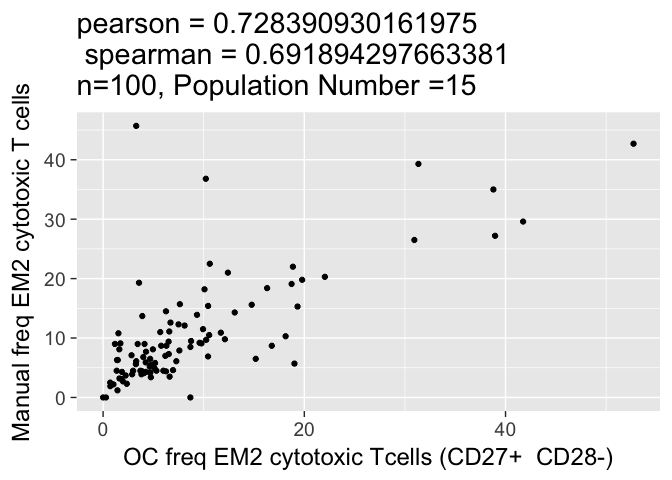 pearson = 0.728390930161975
spearman = 0.691894297663381
n=100, Population Number =15
Manual freq EM2 cytotoxic T cells
40
30
20
10
0
0 20 40
OC freq EM2 cytotoxic Tcells (CD27+  CD28-)